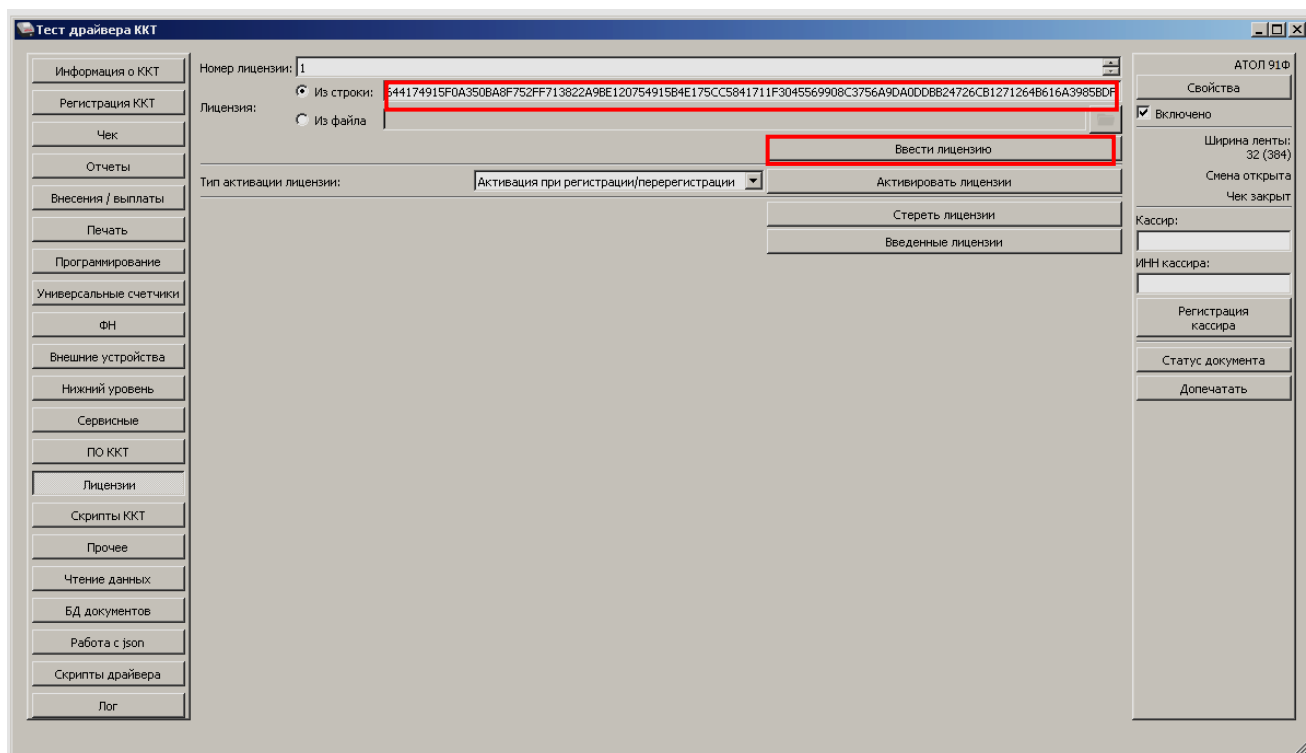 Тест драйвера ККТ
Информация о ККТ
Регистрация ККТ
Чек
Отчеты
Внесения / выплаты
Печать
Программирование
Универсальные счетчики
ФН
Внешние устройства
Нижний уровень
Сервисные
ПО ККТ
Лицензии
Скрипты ККТ
Прочее
Чтение данных
БД документов
Работа с json
Скрипты драйвера
Лог
Номер лицензии: 1
Лицензия:
Из строки: 544174915F0A350BA8F752FF713822A9BE120754915B4E175CC5841711F3045569908C3756A9DA0DDBB24726CB1271264B616A3985BDF
Из файла
Ввести лицензию
Тип активации лицензии: Активация при регистрации/перерегистрации Активировать лицензии
Стереть лицензии
Введенные лицензии
АТОЛ 91Ф
Свойства
Включено
Ширина ленты:
32 (384)
Смена открыта
Чек закрыт
Кассир:
ИНН кассира:
Регистрация
кассира
Статус документа
Допечатать